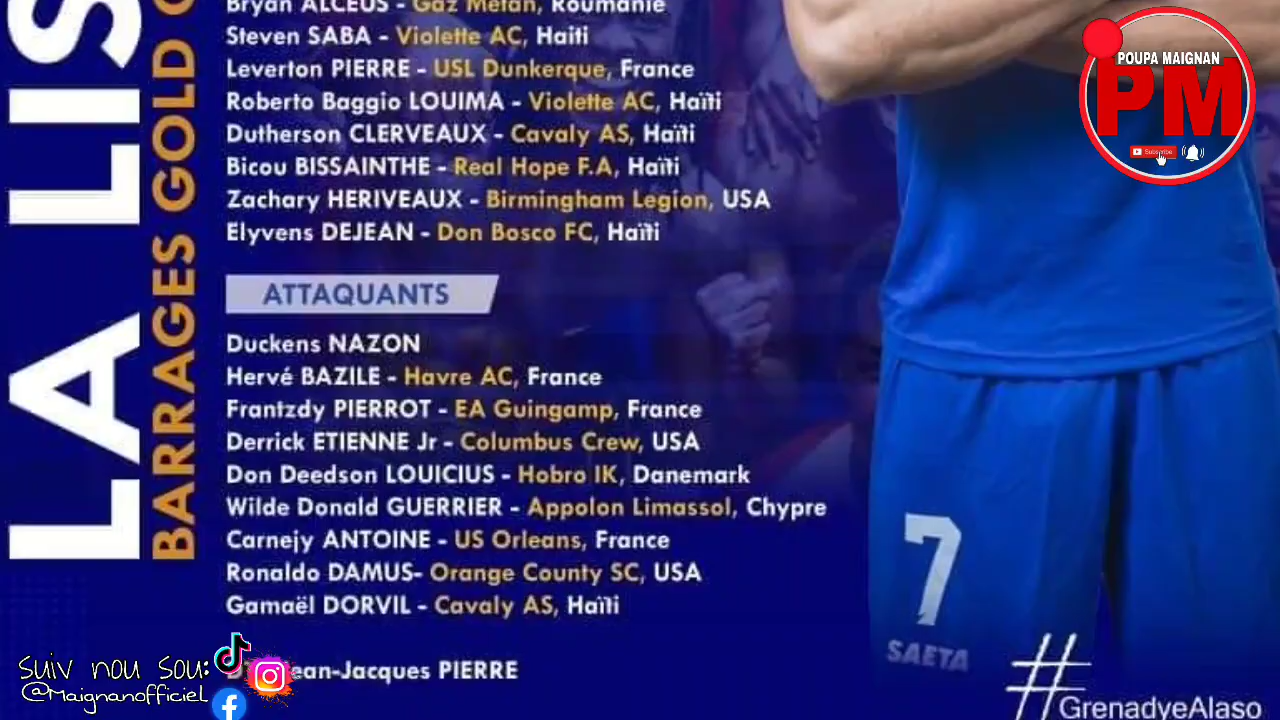 LA LIS
BARRAGES GOLD
Bryan ALCEUS - Gaz Metan, Roumanie
Steven SABA - Violette AC, Haiti
Leverton PIERRE - USL Dunkerque, France
Roberto Baggio LOUIMA - Violette AC, Haïti
Dutherson CLERVEAUX - Cavaly AS, Haïti
Bicou BISSAINTHE - Real Hope F.A, Haïti
Zachary HERIVEAUX - Birmingham Legion, USA
Elyvens DEJEAN - Don Bosco FC, Haïti
ATTAQUANTS
Duckens NAZON
Hervé BAZILE - Havre AC, France
Frantzdy PIERROT - EA Guingamp, France
Derrick ETIENNE Jr - Columbus Crew, USA
Don Deedson LOUICIUS - Hobro IK, Danemark
Wilde Donald GUERRIER - Appolon Limassol, Chypre
Carnejy ANTOINE - US Orleans, France
Ronaldo DAMUS- Orange County SC, USA
Gamaël DORVIL - Cavaly AS, Haïti
ean-Jacques PIERRE
Suiv nou sou:
@Maignanofficiel
POUPA MAIGNAN
PM
Subscribe
7
SAETA
#GrenadyeAlaso